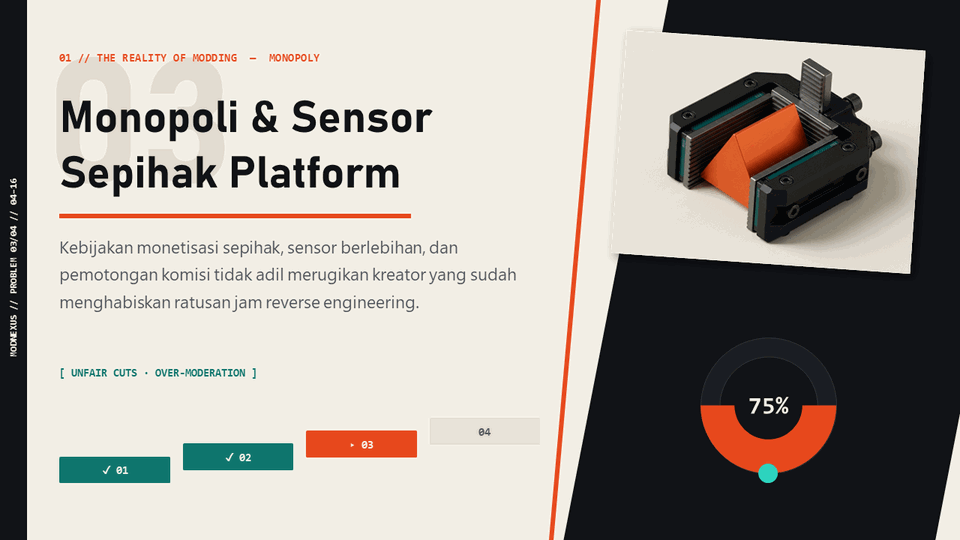 MODNEXUS // PROBLEM 03/04 // 04-16
03
01 // THE REALITY OF MODDING — MONOPOLY
Monopoli & Sensor
Sepihak Platform
Kebijakan monetisasi sepihak, sensor berlebihan, dan
pemotongan komisi tidak adil merugikan kreator yang sudah
menghabiskan ratusan jam reverse engineering.
[ UNFAIR CUTS · OVER-MODERATION ]
✓ 01
✓ 02
▸ 03
04
75%